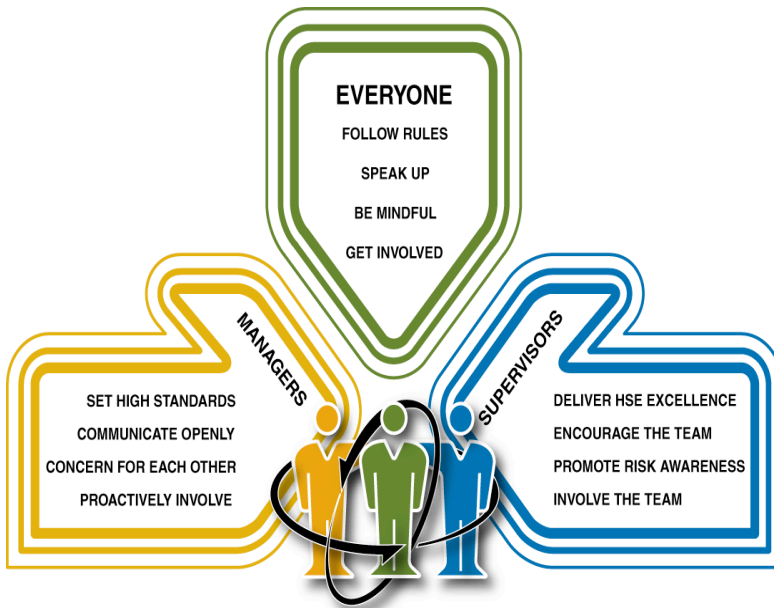 EVERYONE
FOLLOW RULES
SPEAK UP
BE MINDFUL
GET INVOLVED
MANAGERS
SET HIGH STANDARDS
COMMUNICATE OPENLY
CONCERN FOR EACH OTHER
PROACTIVELY INVOLVE
SUPERVISORS
DELIVER HSE EXCELLENCE
ENCOURAGE THE TEAM
PROMOTE RISK AWARENESS
INVOLVE THE TEAM